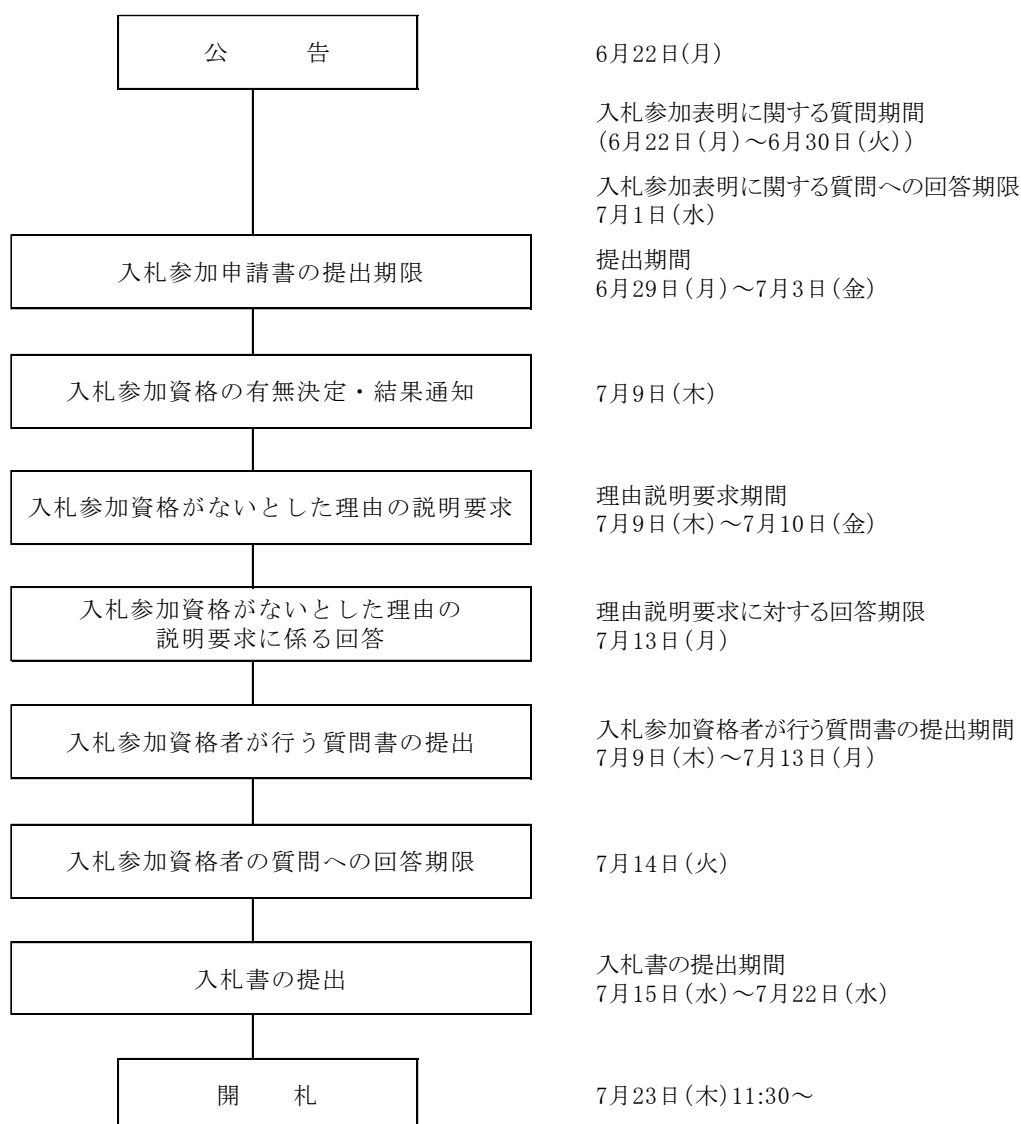 公　　告
6月22日(月)
入札参加表明に関する質問期間
(6月22日(月)～6月30日(火))
入札参加表明に関する質問への回答期限
7月1日(水)
入札参加申請書の提出期限
提出期間
6月29日(月)～7月3日(金)
入札参加資格の有無決定・結果通知
7月9日(木)
入札参加資格がないとした理由の説明要求
理由説明要求期間
7月9日(木)～7月10日(金)
入札参加資格がないとした理由の
説明要求に係る回答
理由説明要求に対する回答期限
7月13日(月)
入札参加資格者が行う質問書の提出
入札参加資格者が行う質問書の提出期間
7月9日(木)～7月13日(月)
入札参加資格者の質問への回答期限
7月14日(火)
入札書の提出
入札書の提出期間
7月15日(水)～7月22日(水)
開　　札
7月23日(木)11:30～